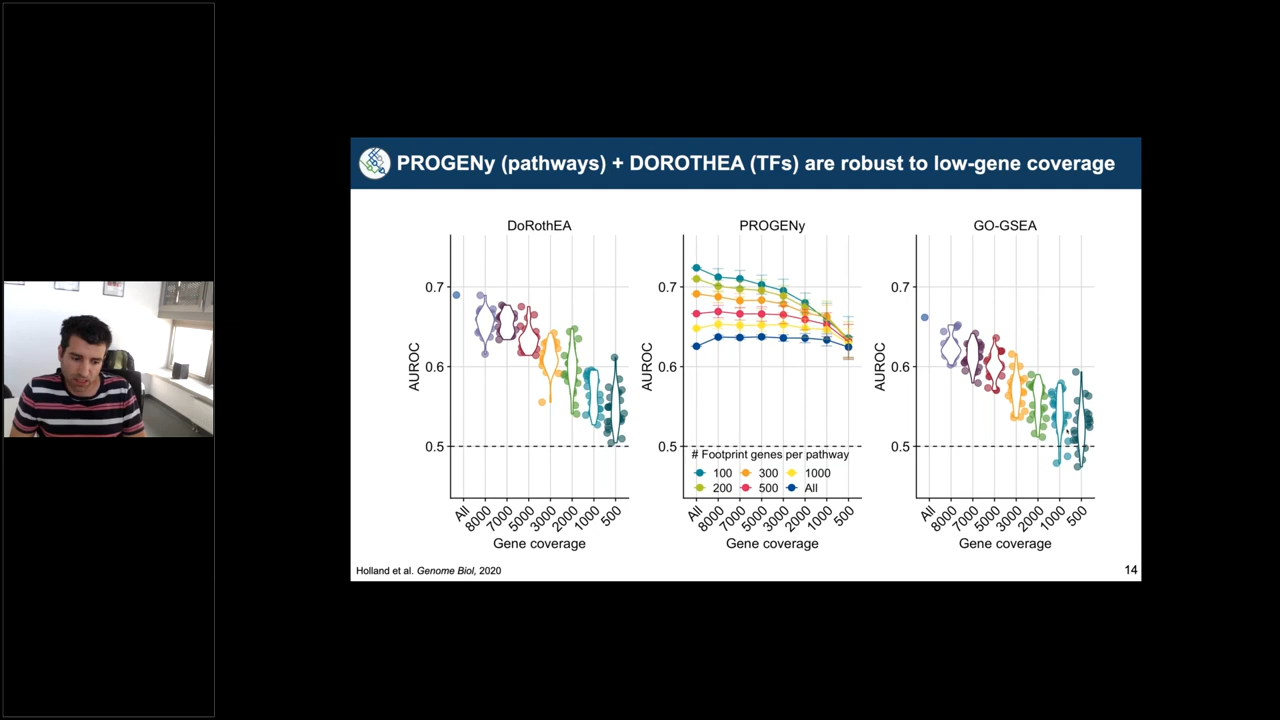 PROGENy (pathways) + DOROTHEA (TFs) are robust to low-gene coverage
DoRothEA
0.7
0.6
0.5
AUROC
All
8000
7000
5000
3000
2000
1000
500
Gene coverage
PROGENy
0.7
0.6
0.5
AUROC
# Footprint genes per pathway
100 300 1000
200 500 All
All
8000
7000
5000
3000
2000
1000
500
Gene coverage
GO-GSEA
0.7
0.6
0.5
AUROC
All
8000
7000
5000
3000
2000
1000
500
Gene coverage
Holland et al. Genome Biol, 2020
14